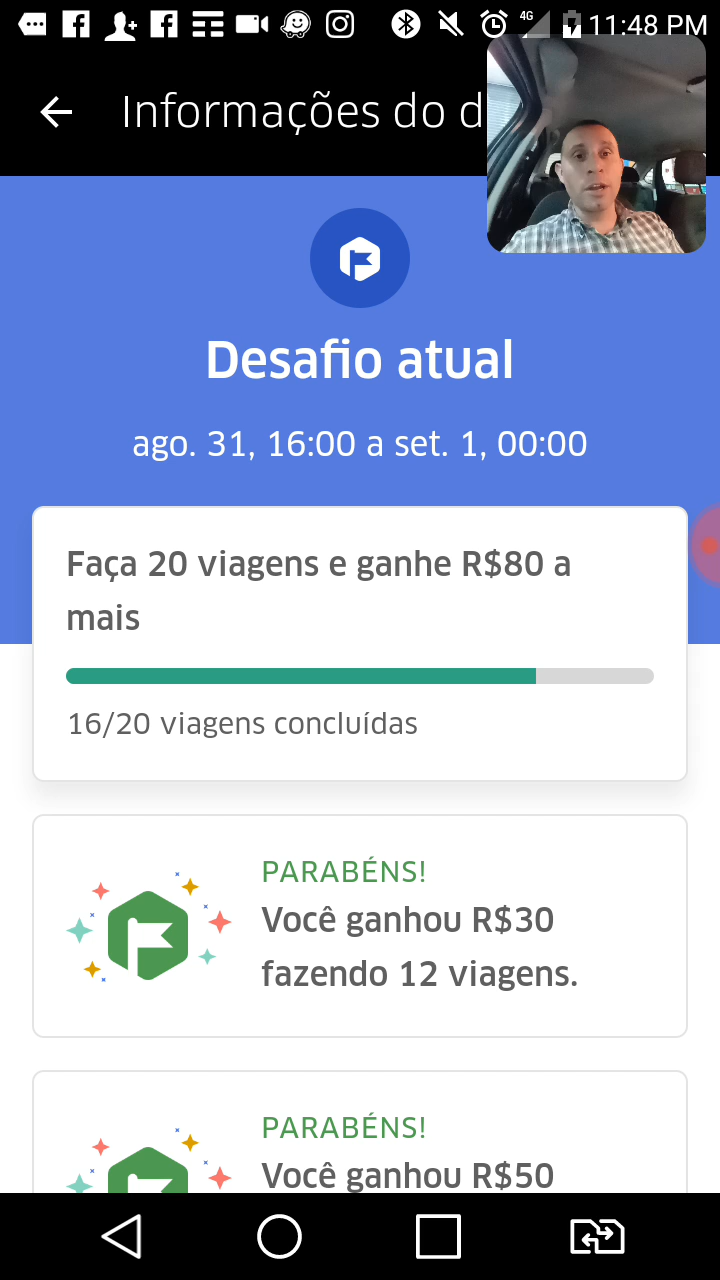 4G 11:48 PM
Informações do d
Desafio atual
ago. 31, 16:00 a set. 1, 00:00
Faça 20 viagens e ganhe R$80 a
mais
16/20 viagens concluídas
PARABÉNS!
Você ganhou R$30
fazendo 12 viagens.
PARABÉNS!
Você ganhou R$50